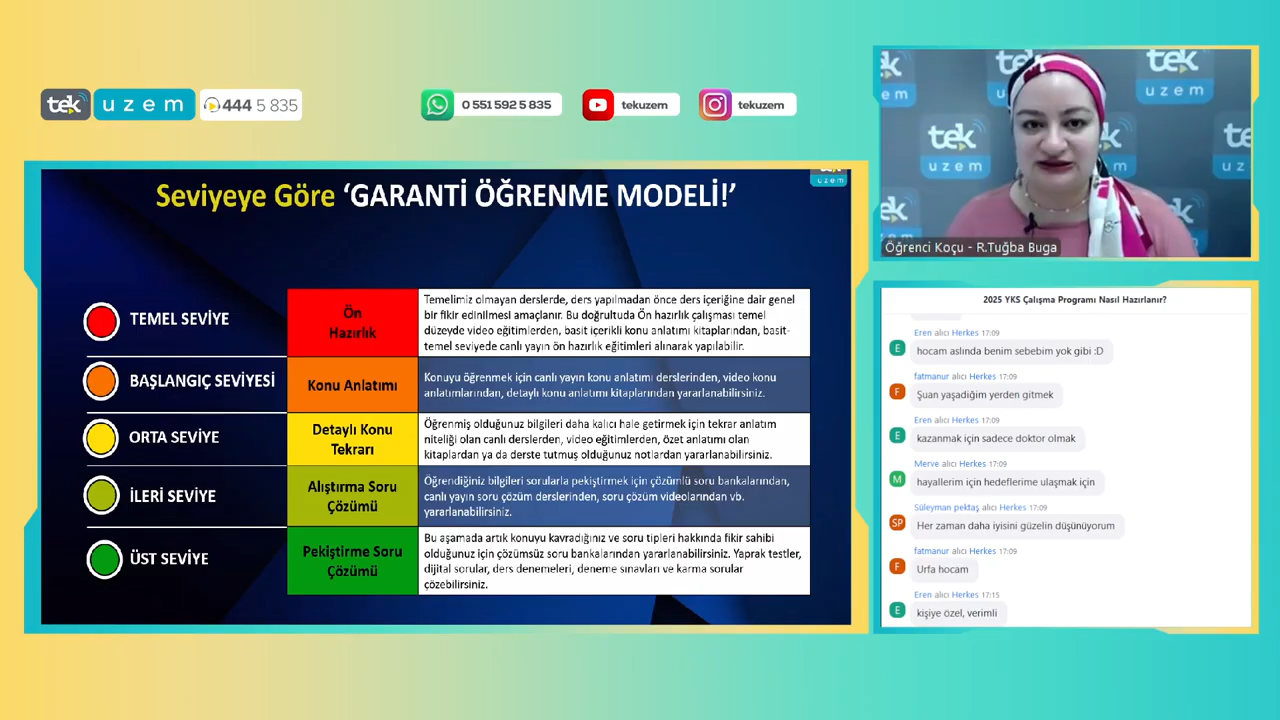 tek uzem 444 5 835
0 551 592 5 835
tekuzem
tekuzem
Seviyeye Göre ‘GARANTİ ÖĞRENME MODELİ!’
uzem
TEMEL SEVİYE
Ön
Hazırlık
Temelimiz olmayan derslerde, ders yapılmadan önce ders içeriğine dair genel
bir fikir edinilmesi amaçlanır. Bu doğrultuda Ön hazırlık çalışması temel
düzeyde video eğitimlerden, basit içerikli konu anlatımı kitaplarından, basit-
temel seviyede canlı yayın ön hazırlık eğitimleri alınarak yapılabilir.
BAŞLANGIÇ SEVİYESİ
Konu Anlatımı
Konuyu öğrenmek için canlı yayın konu anlatımı derslerinden, video konu
anlatımlarından, detaylı konu anlatımı kitaplarından yararlanabilirsiniz.
ORTA SEVİYE
Detaylı Konu
Tekrarı
Öğrenmiş olduğunuz bilgileri daha kalıcı hale getirmek için tekrar anlatım
niteliği olan canlı derslerden, video eğitimlerden, özet anlatımı olan
kitaplardan ya da derste tutmuş olduğunuz notlardan yararlanabilirsiniz.
İLERİ SEVİYE
Alıştırma Soru
Çözümü
Öğrendiğiniz bilgileri sorularla pekiştirmek için çözümlü soru bankalarından,
canlı yayın soru çözüm derslerinden, soru çözüm videolarından vb.
yararlanabilirsiniz.
ÜST SEVİYE
Pekiştirme Soru
Çözümü
Bu aşamada artık konuyu kavradığınız ve soru tipleri hakkında fikir sahibi
olduğunuz için çözümsüz soru bankalarından yararlanabilirsiniz. Yaprak testler,
dijital sorular, ders denemeleri, deneme sınavları ve karma sorular
çözebilirsiniz.
tek
tek
uzem
tek
uzem
Öğrenci Koçu - R.Tuğba Buga
2025 YKS Çalışma Programı Nasıl Hazırlanır?
Eren alıcı Herkes 17:09
E
hocam aslında benim sebebim yok gibi :D
fatmanur alıcı Herkes 17:09
F
Şuan yaşadiğim yerden gitmek
Eren alıcı Herkes 17:09
E
kazanmak için sadece doktor olmak
Merve alıcı Herkes 17:09
M
hayallerim için hedeflerime ulaşmak için
Süleyman pektaş alıcı Herkes 17:09
SP
Her zaman daha iyisini güzelin düşünüyorum
fatmanur alıcı Herkes 17:09
F
Urfa hocam
Eren alıcı Herkes 17:15
E
kişiye özel, verimli